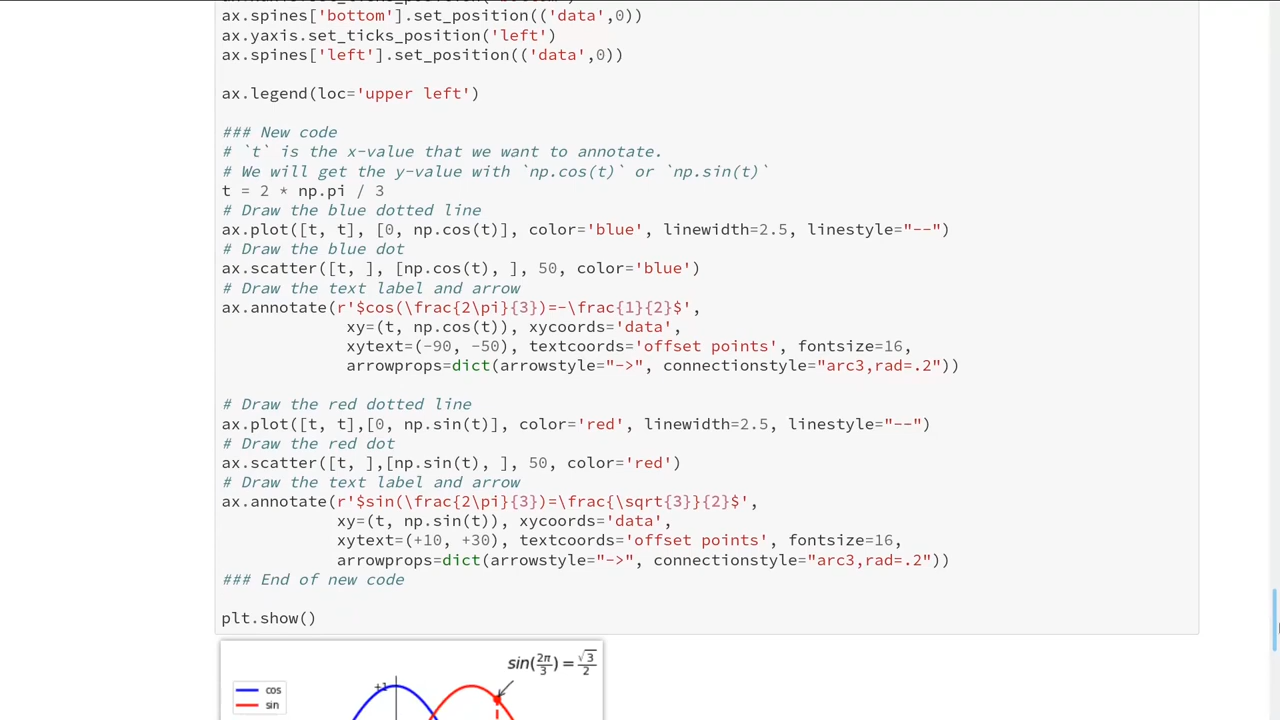 ax.spines['bottom'].set_position(('data',0))
ax.yaxis.set_ticks_position('left')
ax.spines['left'].set_position(('data',0))
ax.legend(loc='upper left')
### New code
# `t` is the x-value that we want to annotate.
# We will get the y-value with `np.cos(t)` or `np.sin(t)`
t = 2 * np.pi / 3
# Draw the blue dotted line
ax.plot([t, t], [0, np.cos(t)], color='blue', linewidth=2.5, linestyle="--")
# Draw the blue dot
ax.scatter([t, ], [np.cos(t), ], 50, color='blue')
# Draw the text label and arrow
ax.annotate(r'$cos(\frac{2\pi}{3})=-\frac{1}{2}$',
xy=(t, np.cos(t)), xycoords='data',
xytext=(-90, -50), textcoords='offset points', fontsize=16,
arrowprops=dict(arrowstyle="->", connectionstyle="arc3,rad=.2"))
# Draw the red dotted line
ax.plot([t, t],[0, np.sin(t)], color='red', linewidth=2.5, linestyle="--")
# Draw the red dot
ax.scatter([t, ],[np.sin(t), ], 50, color='red')
# Draw the text label and arrow
ax.annotate(r'$sin(\frac{2\pi}{3})=\frac{\sqrt{3}}{2}$',
xy=(t, np.sin(t)), xycoords='data',
xytext=(+10, +30), textcoords='offset points', fontsize=16,
arrowprops=dict(arrowstyle="->", connectionstyle="arc3,rad=.2"))
### End of new code
plt.show()
sin(2π/3) = √3/2
+1
cos
sin